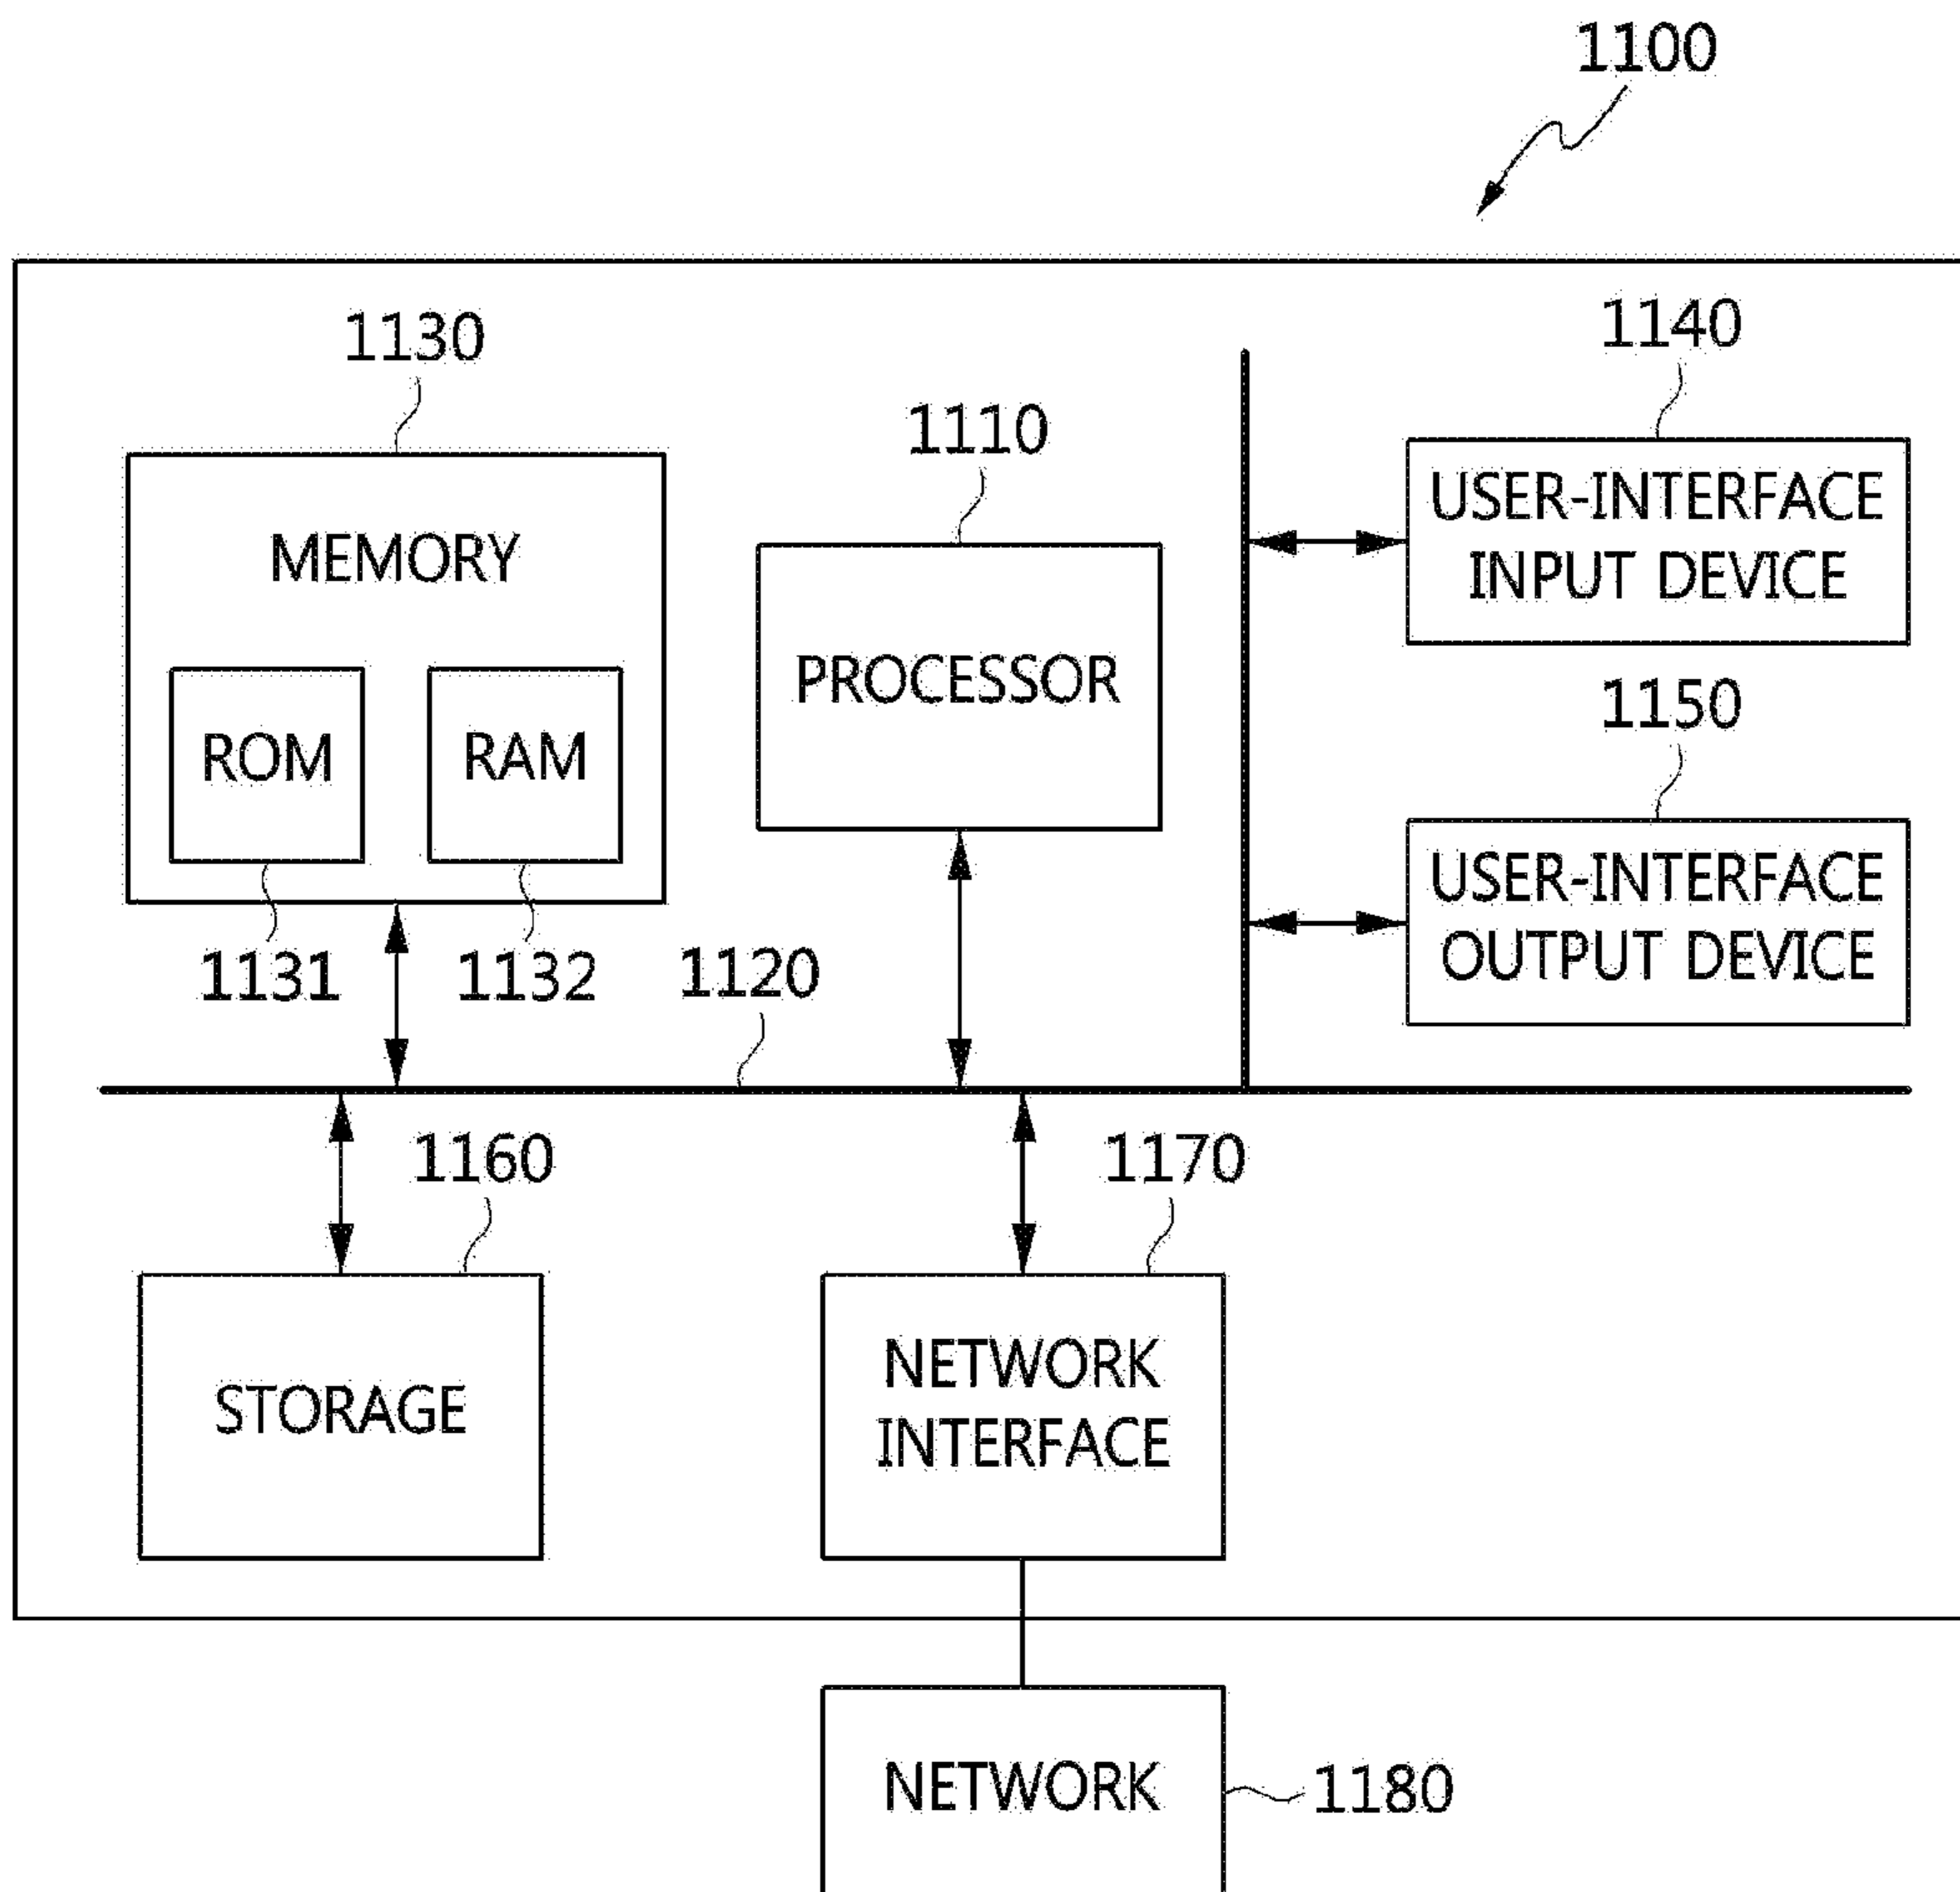 1100
1130
1140
1110
USER-INTERFACE
INPUT DEVICE
MEMORY
PROCESSOR
1150
ROM
RAM
USER-INTERFACE
OUTPUT DEVICE
1131
1132
1120
1160
1170
NETWORK
INTERFACE
STORAGE
NETWORK
1180